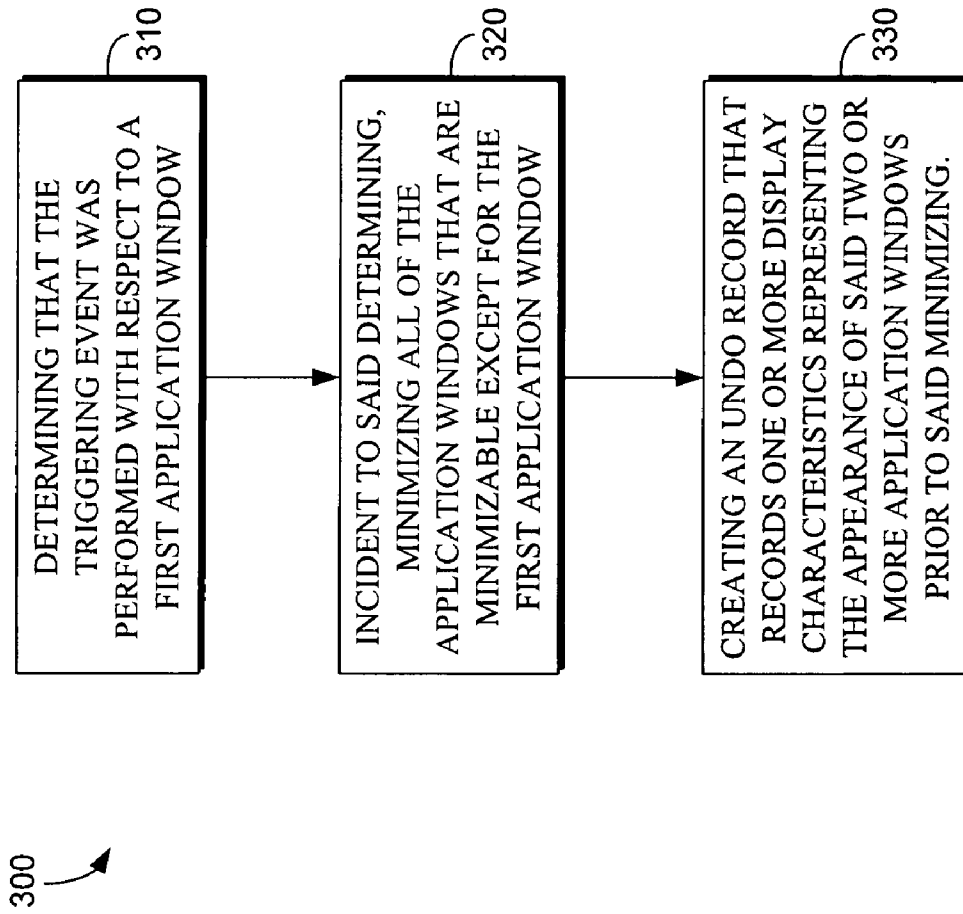 300
DETERMINING THAT THE
TRIGGERING EVENT WAS
PERFORMED WITH RESPECT TO A
FIRST APPLICATION WINDOW
310
INCIDENT TO SAID DETERMINING,
MINIMIZING ALL OF THE
APPLICATION WINDOWS THAT ARE
MINIMIZABLE EXCEPT FOR THE
FIRST APPLICATION WINDOW
320
CREATING AN UNDO RECORD THAT
RECORDS ONE OR MORE DISPLAY
CHARACTERISTICS REPRESENTING
THE APPEARANCE OF SAID TWO OR
MORE APPLICATION WINDOWS
PRIOR TO SAID MINIMIZING.
330